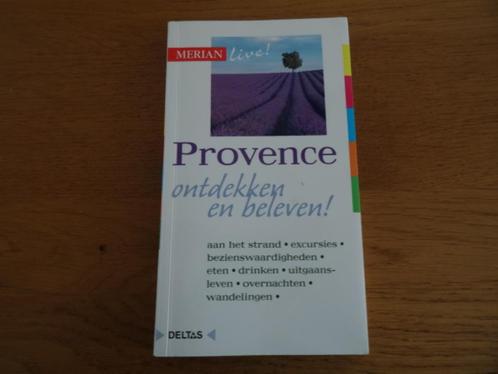 MERIAN live!
Provence
ontdekken
en beleven!
aan het strand • excursies •
bezienswaardigheden •
eten • drinken • uitgaans-
leven • overnachten •
wandelingen •
DELTAS